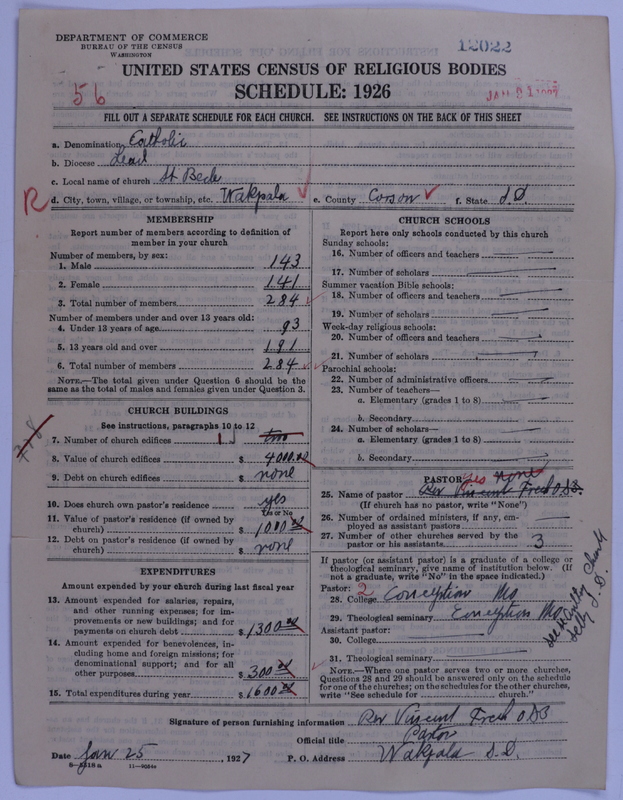 DEPARTMENT OF COMMERCE
BUREAU OF THE CENSUS
WASHINGTON
12022
UNITED STATES CENSUS OF RELIGIOUS BODIES
SCHEDULE: 1926
56
FILL OUT A SEPARATE SCHEDULE FOR EACH CHURCH. SEE INSTRUCTIONS ON THE BACK OF THIS SHEET
a. Denomination Catholic
b. Diocese Lead
c. Local name of church St Bede
R d. City, town, village, or township, etc. Wakpala e. County Corson f. State S.D.
MEMBERSHIP
Report number of members according to definition of
member in your church
Number of members, by sex:
1. Male 143
2. Female 141
3. Total number of members 284
Number of members under and over 13 years old:
4. Under 13 years of age 93
5. 13 years old and over 191
6. Total number of members 284
NOTE.—The total given under Question 6 should be the
same as the total of males and females given under Question 3.
CHURCH BUILDINGS
See instructions, paragraphs 10 to 12
7. Number of church edifices 1 two
8. Value of church edifices $ 4000.00
9. Debt on church edifices $ none
10. Does church own pastor's residence yes
Yes or No
11. Value of pastor's residence (if owned by
church) $ 1000 00
12. Debt on pastor's residence (if owned by
church) $ none
EXPENDITURES
Amount expended by your church during last fiscal year
13. Amount expended for salaries, repairs,
and other running expenses; for im-
provements or new buildings; and for
payments on church debt $ 1300 00
14. Amount expended for benevolences, in-
cluding home and foreign missions; for
denominational support; and for all
other purposes $ 300 00
15. Total expenditures during year $ 1600 00
CHURCH SCHOOLS
Report here only schools conducted by this church
Sunday schools:
16. Number of officers and teachers
17. Number of scholars
Summer vacation Bible schools:
18. Number of officers and teachers
19. Number of scholars
Week-day religious schools:
20. Number of officers and teachers
21. Number of scholars
Parochial schools:
22. Number of administrative officers
23. Number of teachers—
a. Elementary (grades 1 to 8)
b. Secondary
24. Number of scholars—
a. Elementary (grades 1 to 8)
b. Secondary
PASTOR yes none
25. Name of pastor Rev Vincent Fred O.S.B.
(If church has no pastor, write "None")
26. Number of ordained ministers, if any, em-
ployed as assistant pastors
27. Number of other churches served by the
pastor or his assistants 3
If pastor (or assistant pastor) is a graduate of a college or
theological seminary, give name of institution below. (If
not a graduate, write "No" in the space indicated.)
Pastor: 2
28. College Conception Mo
29. Theological seminary Conception Mo
Assistant pastor:
30. College
31. Theological seminary
NOTE.—Where one pastor serves two or more churches,
Questions 28 and 29 should be answered only on the schedule
for one of the churches; on the schedules for the other churches,
write "See schedule for church."
Signature of person furnishing information Rev Vincent Fred O S B
Official title Pastor
Date Jan 25, 1927 P. O. Address Wakpala S.D.